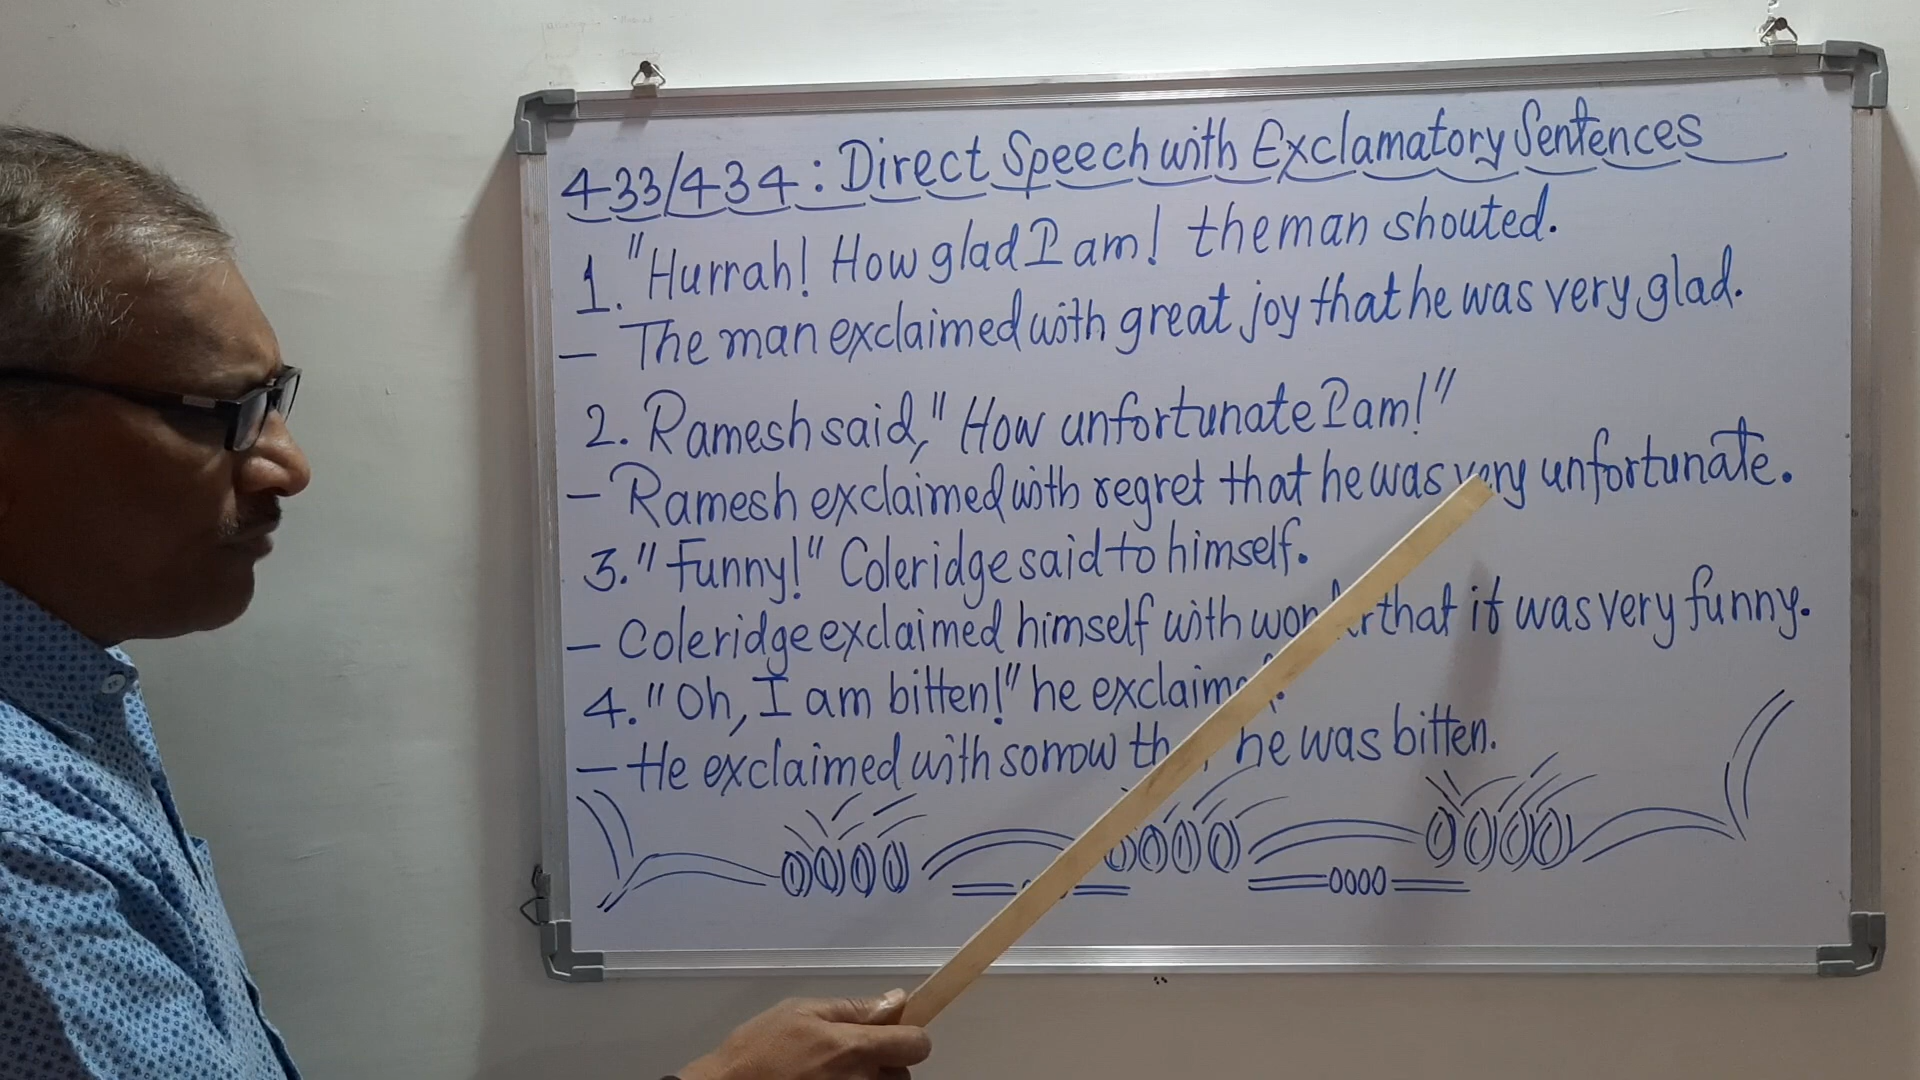 433/434 : Direct Speech with Exclamatory Sentences
1. "Hurrah! How glad I am! the man shouted.
– The man exclaimed with great joy that he was very glad.
2. Ramesh said, "How unfortunate I am!"
– Ramesh exclaimed with regret that he was very unfortunate.
3. "Funny!" Coleridge said to himself.
– Coleridge exclaimed himself with wonder that it was very funny.
4. "Oh, I am bitten!" he exclaimed.
– He exclaimed with sorrow that he was bitten.